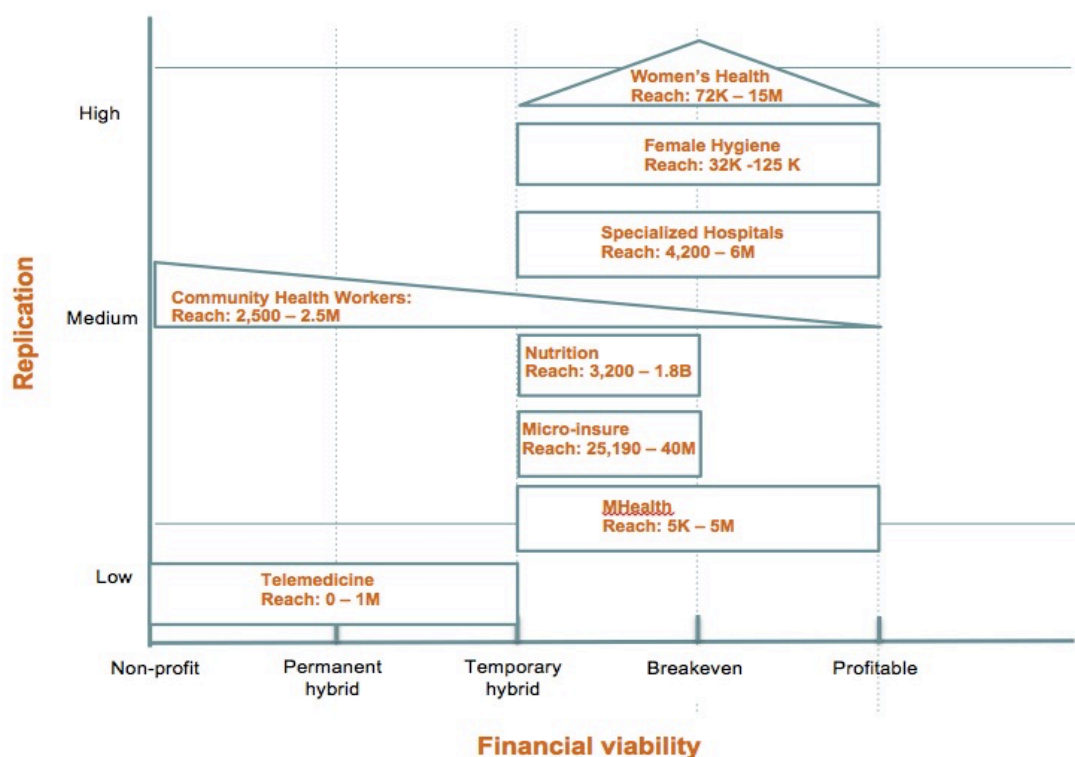 Women's Health
Reach: 72K – 15M
High
Female Hygiene
Reach: 32K -125 K
Specialized Hospitals
Reach: 4,200 – 6M
Replication
Community Health Workers:
Reach: 2,500 – 2.5M
Medium
Nutrition
Reach: 3,200 – 1.8B
Micro-insure
Reach: 25,190 – 40M
MHealth
Reach: 5K – 5M
Low
Telemedicine
Reach: 0 – 1M
Non-profit
Permanent
hybrid
Temporary
hybrid
Breakeven
Profitable
Financial viability